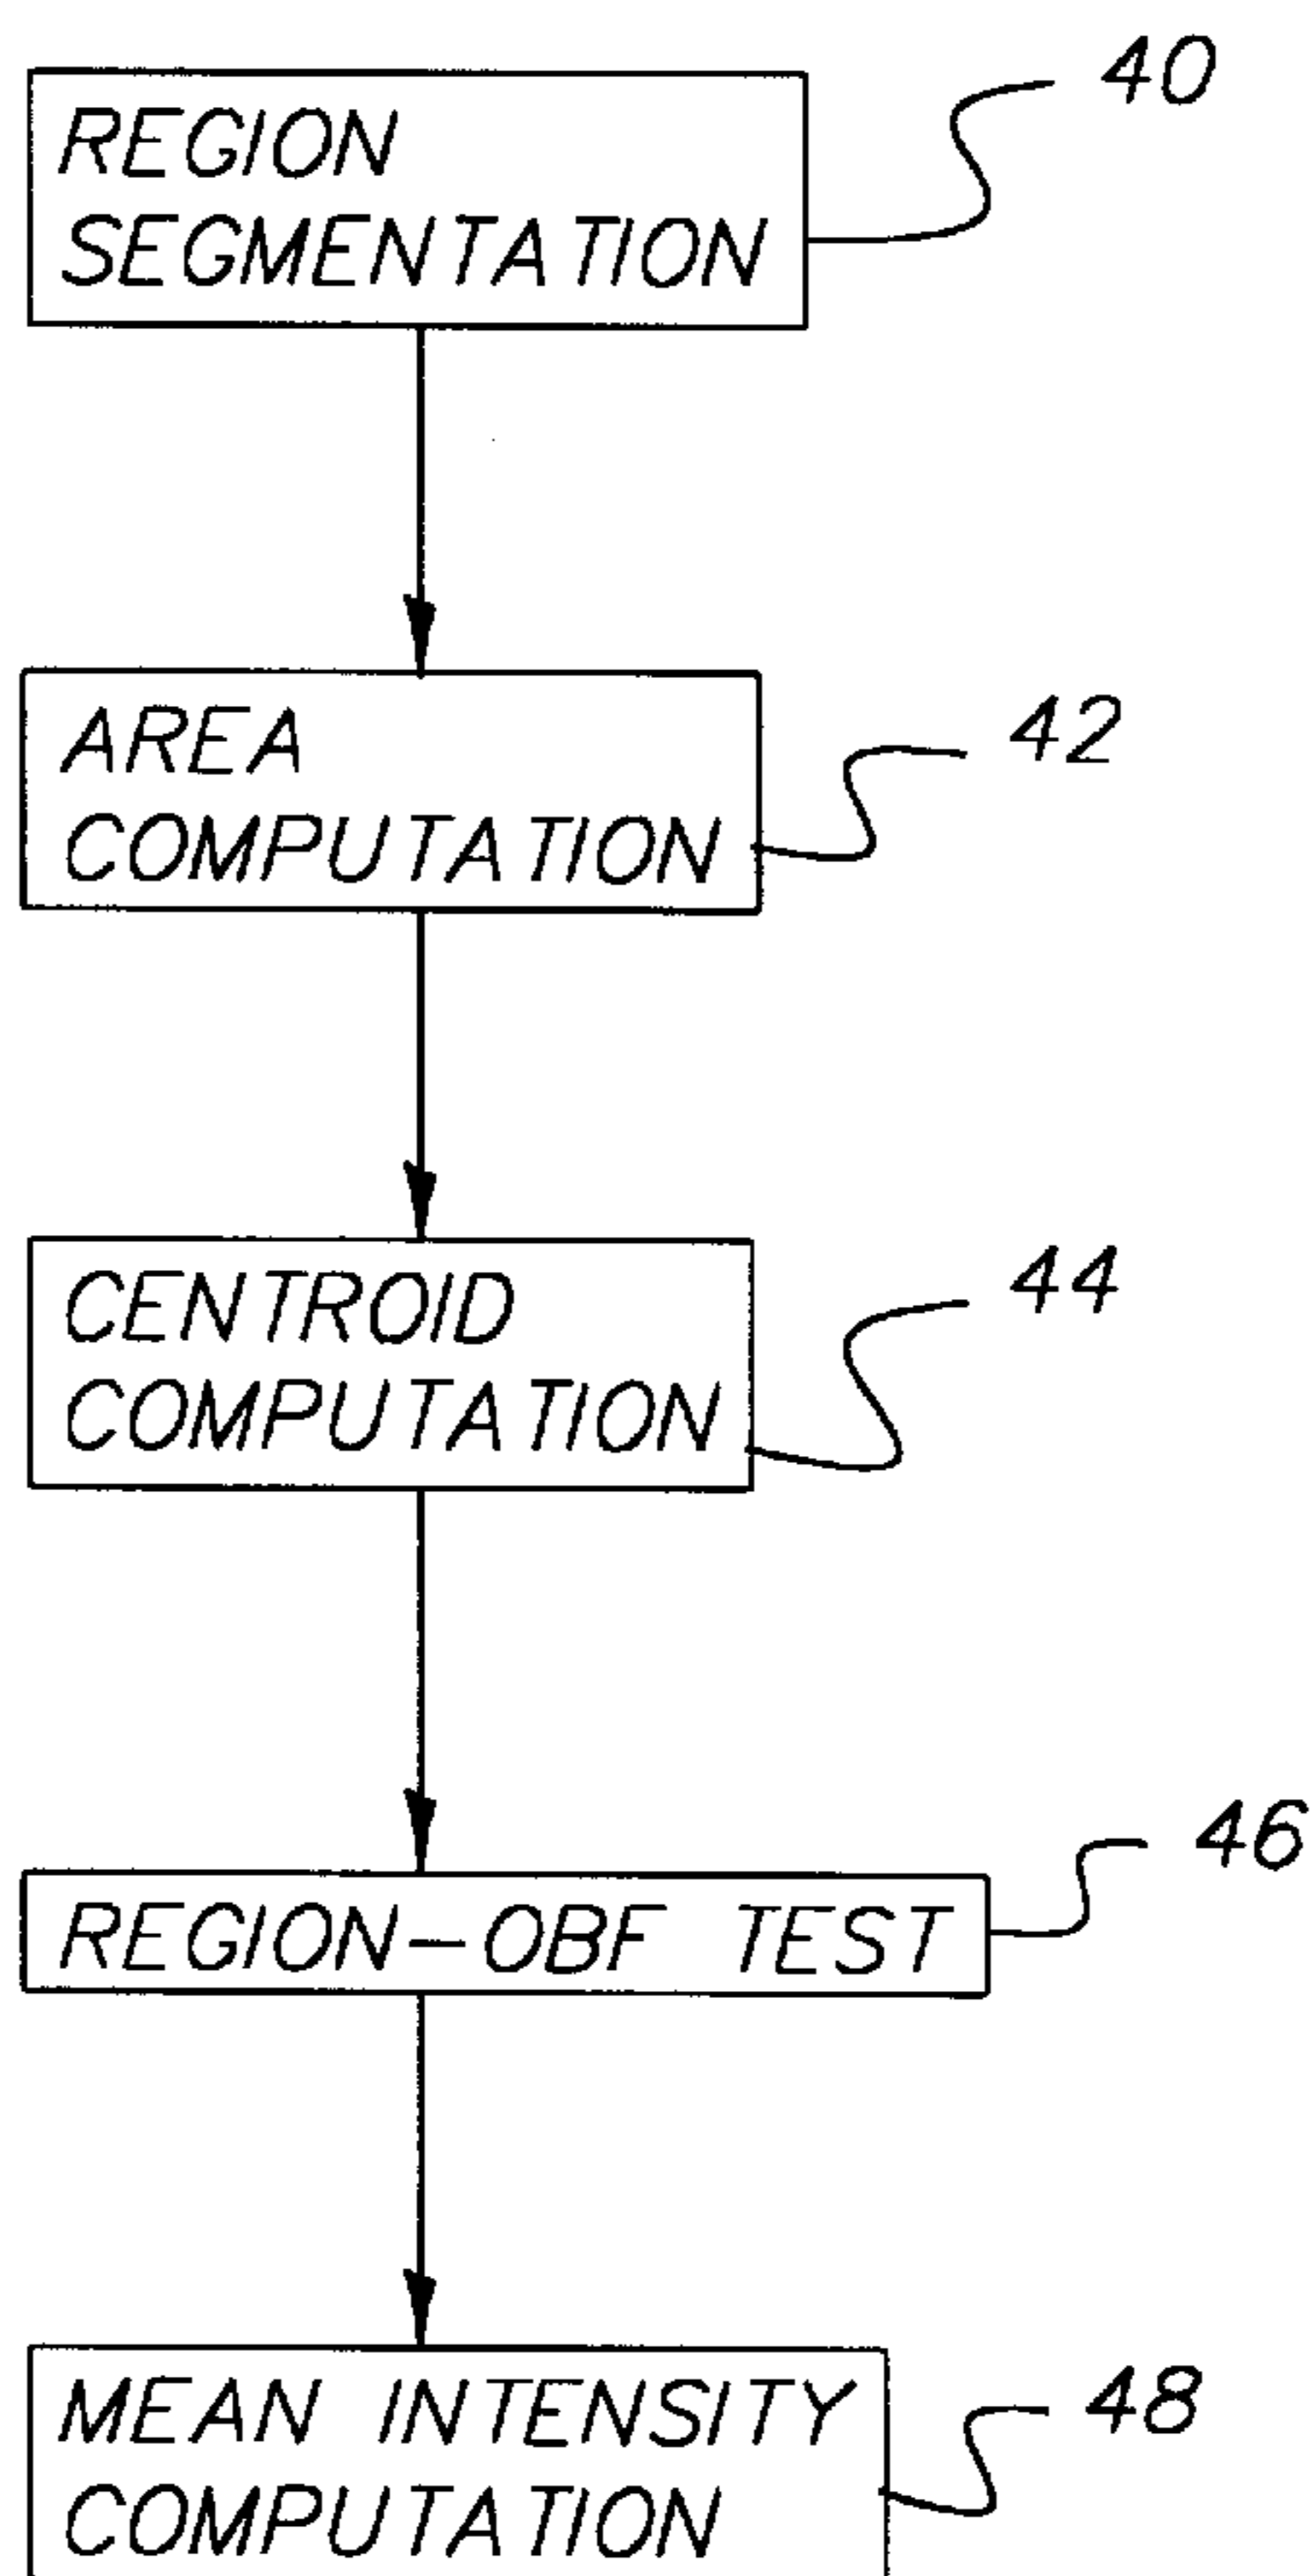 REGION
SEGMENTATION
40
AREA
COMPUTATION
42
CENTROID
COMPUTATION
44
REGION-OBF TEST
46
MEAN INTENSITY
COMPUTATION
48